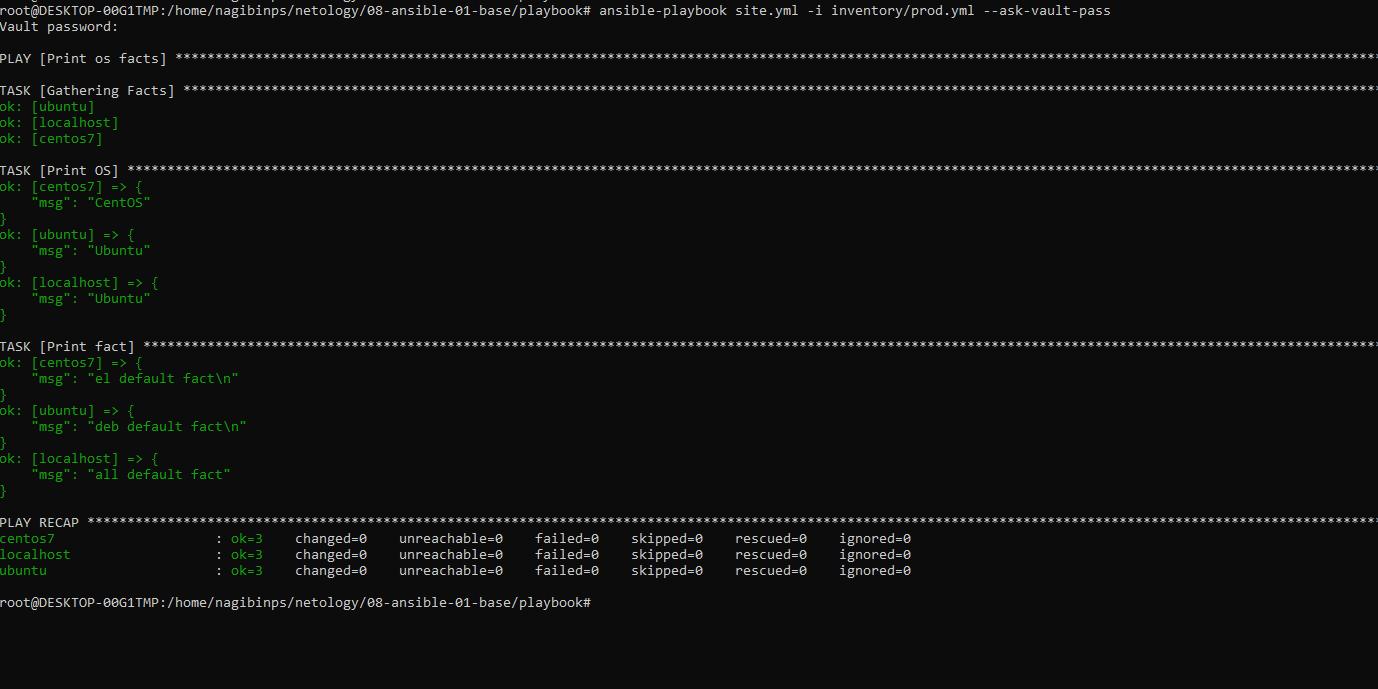 root@DESKTOP-00G1TMP:/home/nagibinps/netology/08-ansible-01-base/playbook# ansible-playbook site.yml -i inventory/prod.yml --ask-vault-pass
Vault password:
PLAY [Print os facts] ******************************************************************************************************************************************************
TASK [Gathering Facts] *****************************************************************************************************************************************************
ok: [ubuntu]
ok: [localhost]
ok: [centos7]
TASK [Print OS] ************************************************************************************************************************************************************
ok: [centos7] => {
    "msg": "CentOS"
}
ok: [ubuntu] => {
    "msg": "Ubuntu"
}
ok: [localhost] => {
    "msg": "Ubuntu"
}
TASK [Print fact] **********************************************************************************************************************************************************
ok: [centos7] => {
    "msg": "el default fact\n"
}
ok: [ubuntu] => {
    "msg": "deb default fact\n"
}
ok: [localhost] => {
    "msg": "all default fact"
}
PLAY RECAP *****************************************************************************************************************************************************************
centos7                    : ok=3    changed=0    unreachable=0    failed=0    skipped=0    rescued=0    ignored=0
localhost                  : ok=3    changed=0    unreachable=0    failed=0    skipped=0    rescued=0    ignored=0
ubuntu                     : ok=3    changed=0    unreachable=0    failed=0    skipped=0    rescued=0    ignored=0
root@DESKTOP-00G1TMP:/home/nagibinps/netology/08-ansible-01-base/playbook#